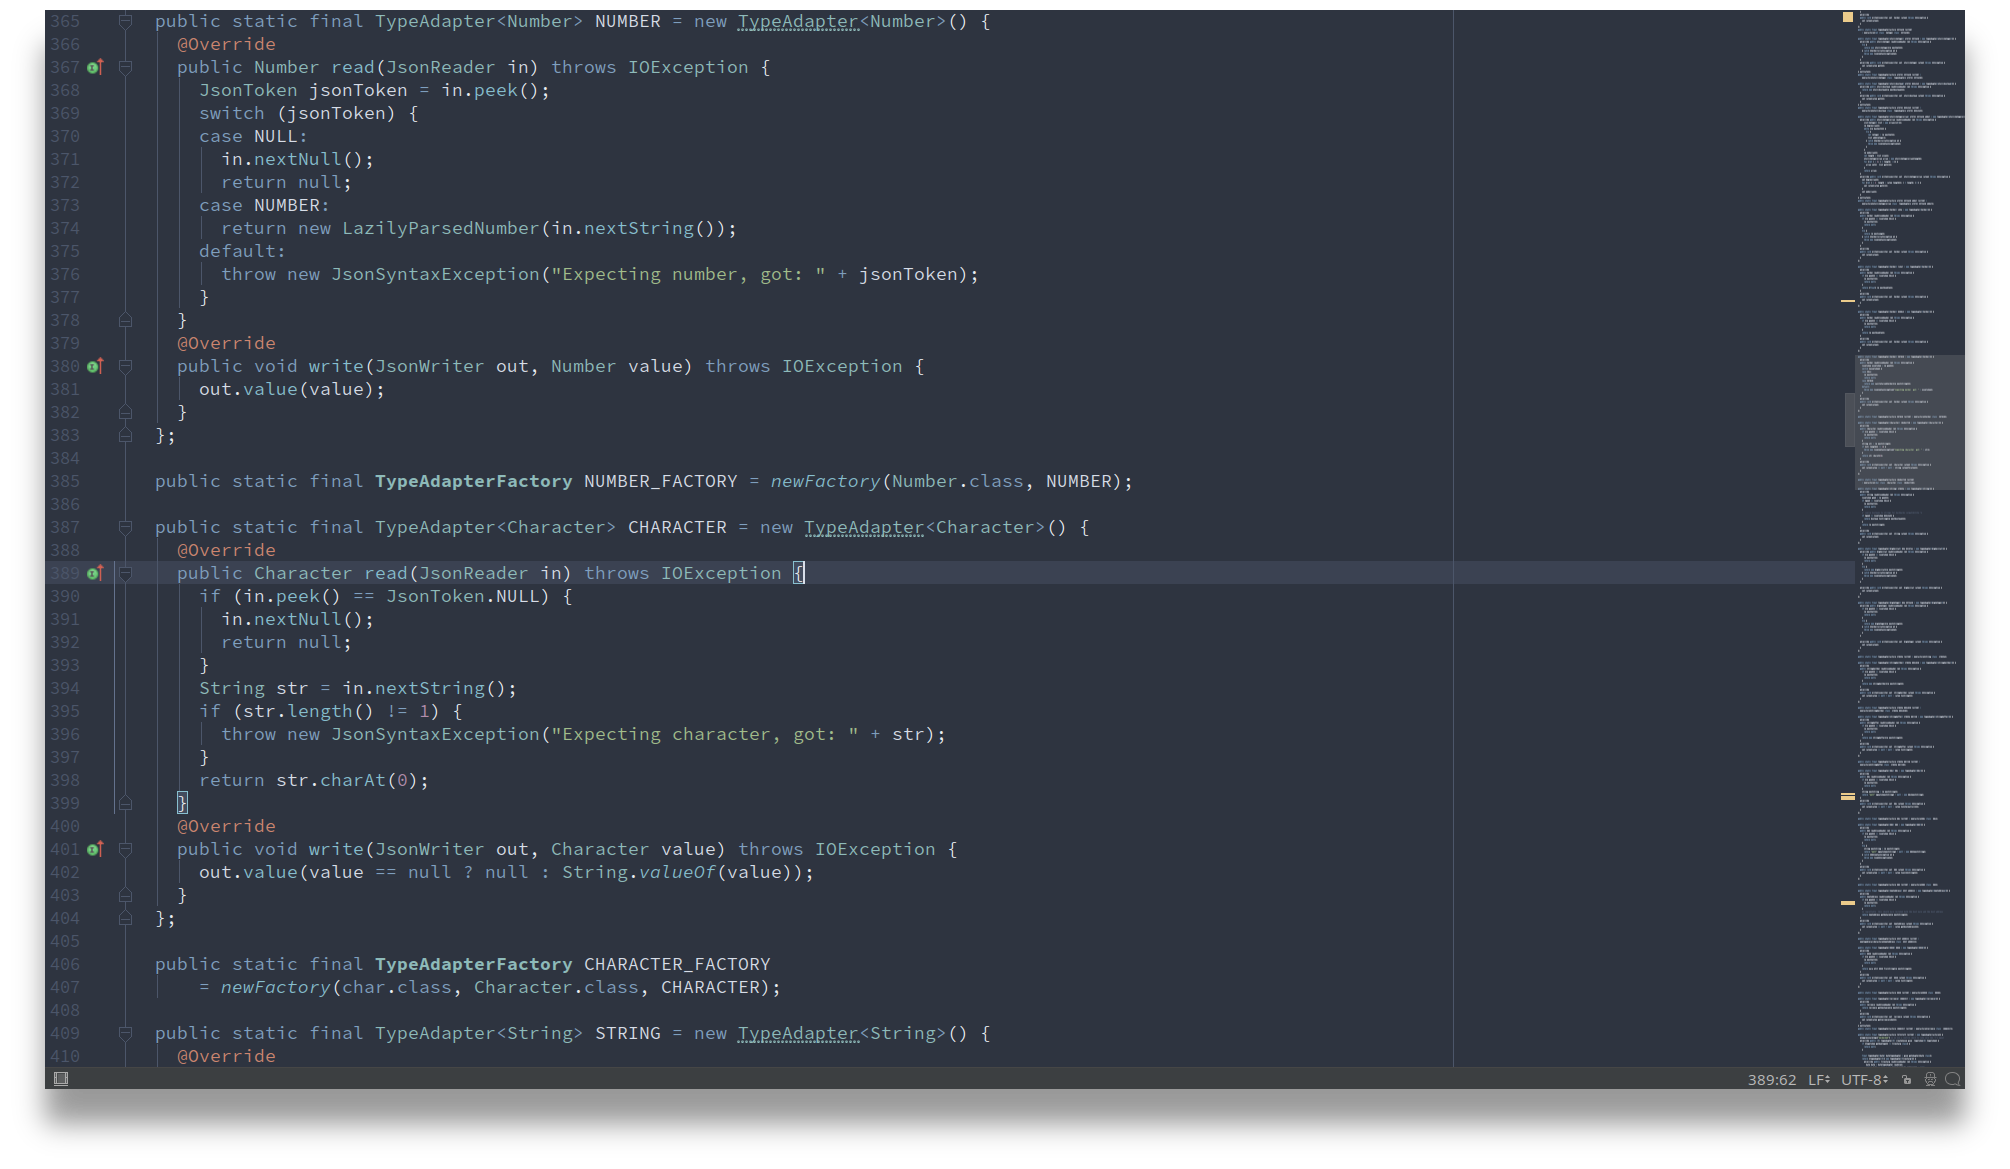 365 public static final TypeAdapter<Number> NUMBER = new TypeAdapter<Number>() {
366 @Override
367 public Number read(JsonReader in) throws IOException {
368 JsonToken jsonToken = in.peek();
369 switch (jsonToken) {
370 case NULL:
371 in.nextNull();
372 return null;
373 case NUMBER:
374 return new LazilyParsedNumber(in.nextString());
375 default:
376 throw new JsonSyntaxException("Expecting number, got: " + jsonToken);
377 }
378 }
379 @Override
380 public void write(JsonWriter out, Number value) throws IOException {
381 out.value(value);
382 }
383 };
384
385 public static final TypeAdapterFactory NUMBER_FACTORY = newFactory(Number.class, NUMBER);
386
387 public static final TypeAdapter<Character> CHARACTER = new TypeAdapter<Character>() {
388 @Override
389 public Character read(JsonReader in) throws IOException {
390 if (in.peek() == JsonToken.NULL) {
391 in.nextNull();
392 return null;
393 }
394 String str = in.nextString();
395 if (str.length() != 1) {
396 throw new JsonSyntaxException("Expecting character, got: " + str);
397 }
398 return str.charAt(0);
399 }
400 @Override
401 public void write(JsonWriter out, Character value) throws IOException {
402 out.value(value == null ? null : String.valueOf(value));
403 }
404 };
405
406 public static final TypeAdapterFactory CHARACTER_FACTORY
407 = newFactory(char.class, Character.class, CHARACTER);
408
409 public static final TypeAdapter<String> STRING = new TypeAdapter<String>() {
410 @Override
389:62 LF UTF-8